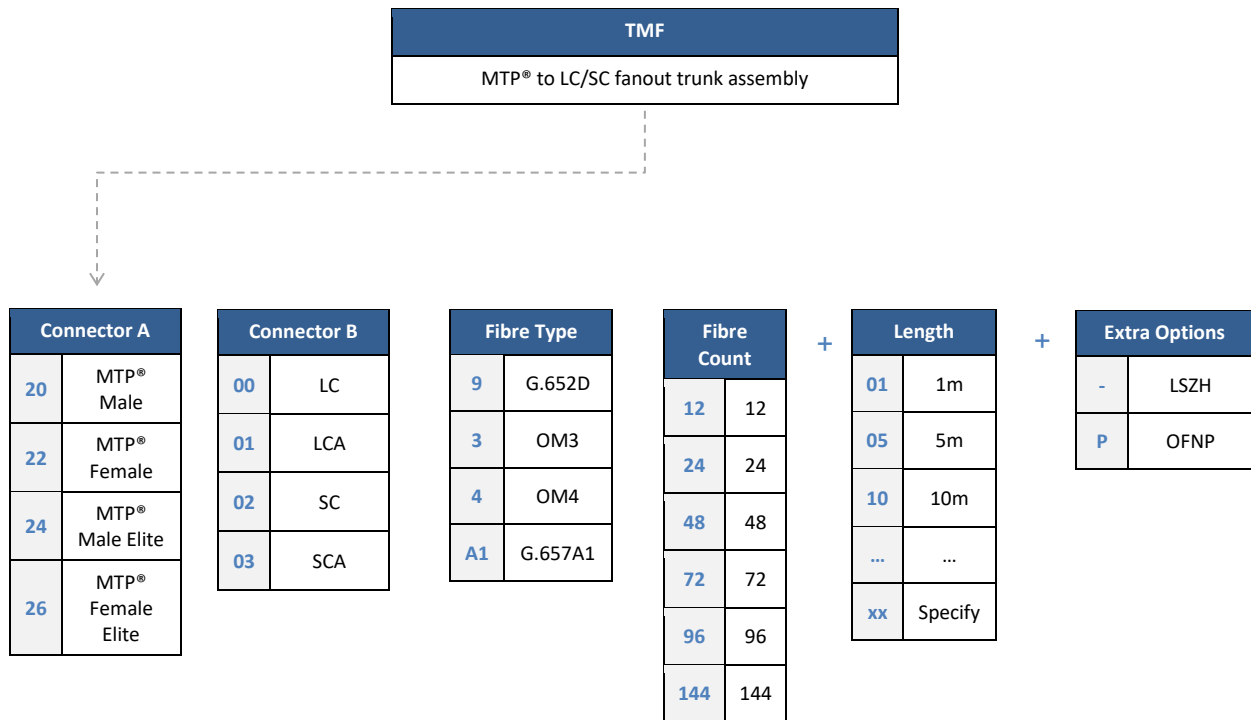 TMF
MTP® to LC/SC fanout trunk assembly
Connector A
20
MTP®
Male
22
MTP®
Female
24
MTP®
Male Elite
26
MTP®
Female
Elite
Connector B
00 LC
01 LCA
02 SC
03 SCA
Fibre Type
9 G.652D
3 OM3
4 OM4
A1 G.657A1
Fibre
Count
12 12
24 24
48 48
72 72
96 96
144 144
+
Length
01 1m
05 5m
10 10m
... ...
xx Specify
+
Extra Options
- LSZH
P OFNP